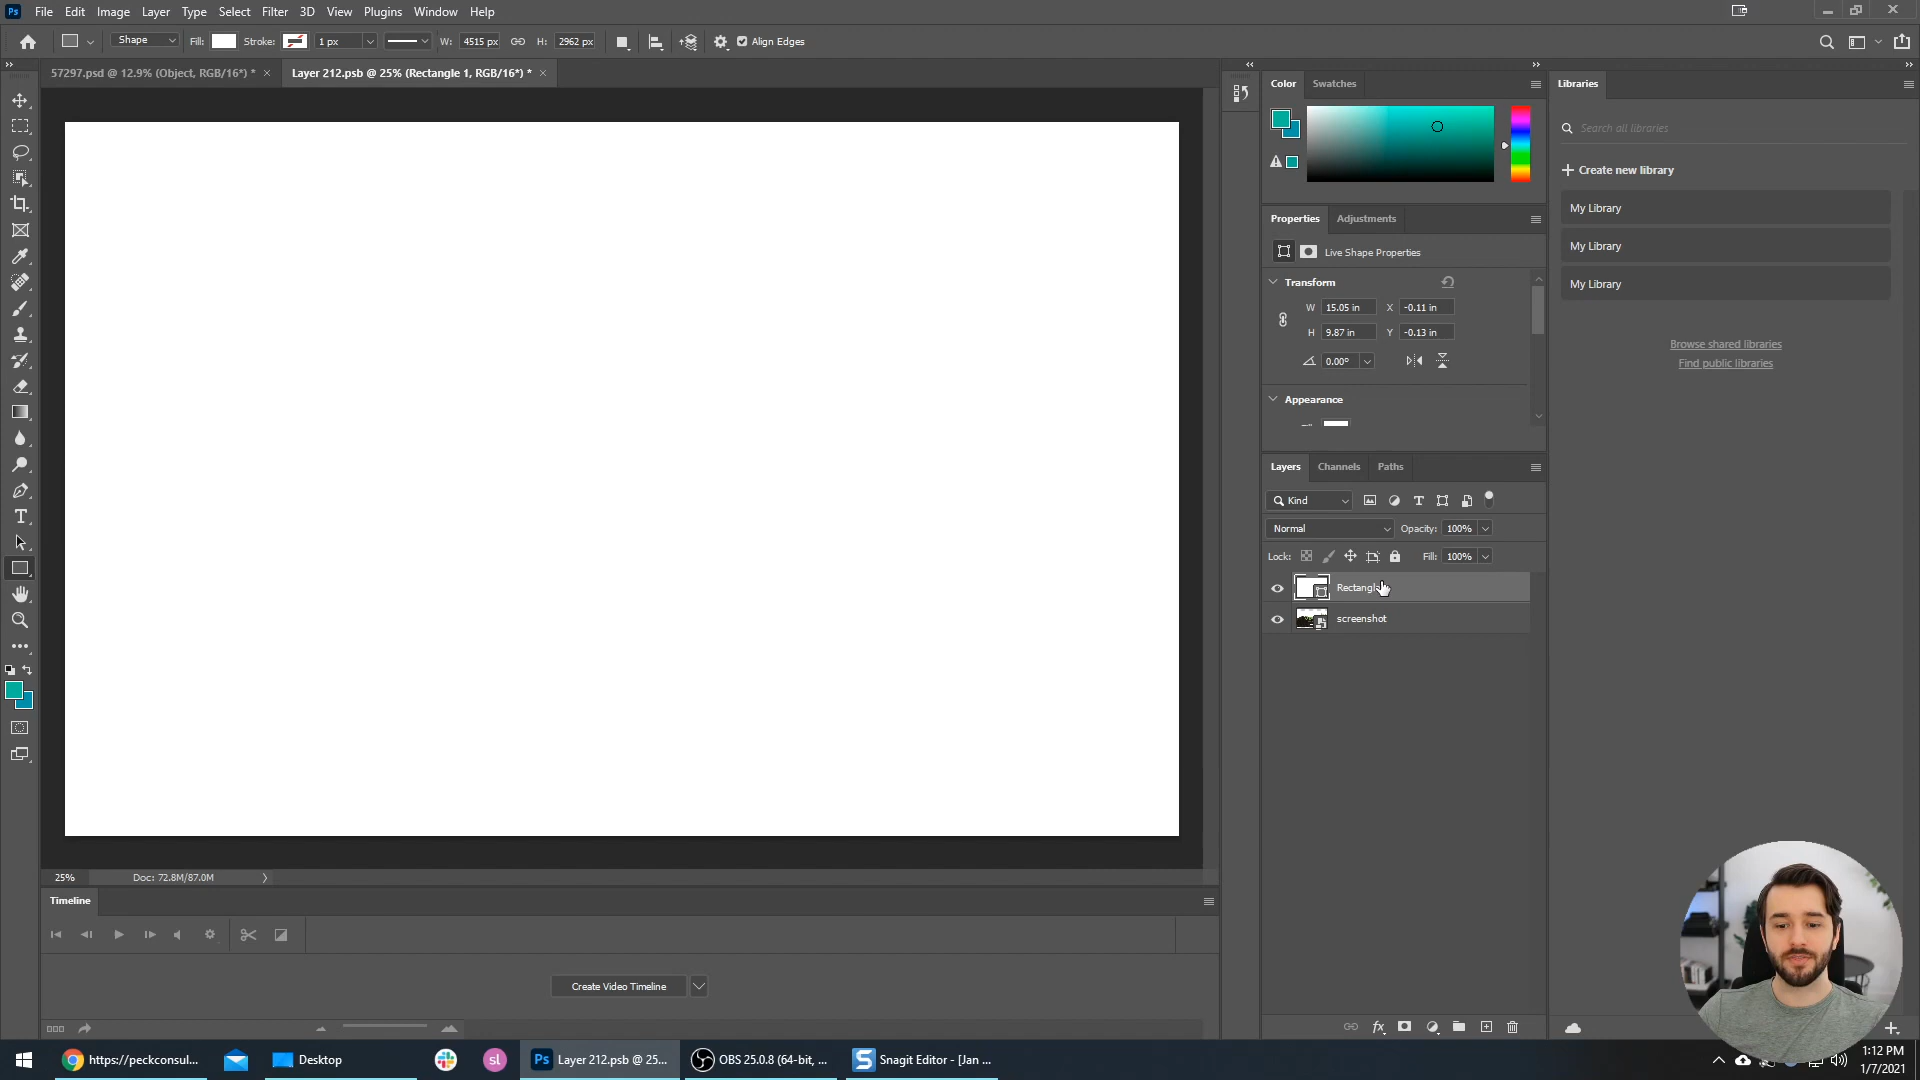 Ps File Edit Image Layer Type Select Filter 3D View Plugins Window Help
Shape Fill: Stroke: 1 px W: 4515 px H: 2962 px Align Edges
57297.psd @ 12.9% (Object, RGB/16*) * × Layer 212.psb @ 25% (Rectangle 1, RGB/16*) * ×
Color Swatches
Libraries
Search all libraries
Create new library
My Library
My Library
My Library
Browse shared libraries
Find public libraries
Properties Adjustments
Live Shape Properties
Transform
W 15.05 in X -0.11 in
H 9.87 in Y -0.13 in
0.00°
Appearance
Layers Channels Paths
Kind
Normal Opacity: 100%
Lock: Fill: 100%
Rectangle
screenshot
25% Doc: 72.8M/87.0M
Timeline
Create Video Timeline
fx
https://peckconsul... Desktop sl Ps Layer 212.psb @ 25... OBS 25.0.8 (64-bit, ... S Snagit Editor - [Jan ...
1:12 PM
1/7/2021